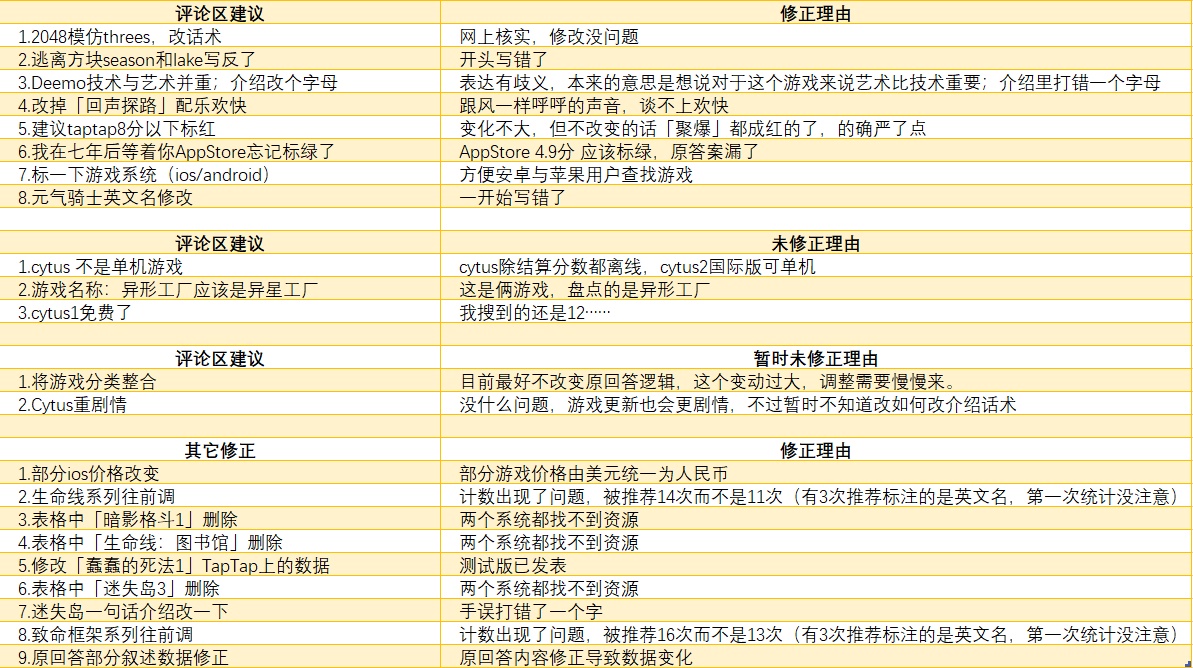 评论区建议 修正理由
1.2048模仿threes，改话术 网上核实，修改没问题
2.逃离方块season和lake写反了 开头写错了
3.Deemo技术与艺术并重；介绍改个字母 表达有歧义，本来的意思是想说对于这个游戏来说艺术比技术重要；介绍里打错一个字母
4.改掉「回声探路」配乐欢快 跟风一样呼呼的声音，谈不上欢快
5.建议taptap8分以下标红 变化不大，但不改变的话「聚爆」都成红的了，的确严了点
6.我在七年后等着你AppStore忘记标绿了 AppStore 4.9分 应该标绿，原答案漏了
7.标一下游戏系统（ios/android） 方便安卓与苹果用户查找游戏
8.元气骑士英文名修改 一开始写错了
评论区建议 未修正理由
1.cytus 不是单机游戏 cytus除结算分数都离线，cytus2国际版可单机
2.游戏名称：异形工厂应该是异星工厂 这是俩游戏，盘点的是异形工厂
3.cytus1免费了 我搜到的还是12……
评论区建议 暂时未修正理由
1.将游戏分类整合 目前最好不改变原回答逻辑，这个变动过大，调整需要慢慢来。
2.Cytus重剧情 没什么问题，游戏更新也会更剧情，不过暂时不知道改如何改介绍话术
其它修正 修正理由
1.部分ios价格改变 部分游戏价格由美元统一为人民币
2.生命线系列往前调 计数出现了问题，被推荐14次而不是11次（有3次推荐标注的是英文名，第一次统计没注意）
3.表格中「暗影格斗1」删除 两个系统都找不到资源
4.表格中「生命线：图书馆」删除 两个系统都找不到资源
5.修改「蠢蠢的死法1」TapTap上的数据 测试版已发表
6.表格中「迷失岛3」删除 两个系统都找不到资源
7.迷失岛一句话介绍改一下 手误打错了一个字
8.致命框架系列往前调 计数出现了问题，被推荐16次而不是13次（有3次推荐标注的是英文名，第一次统计没注意）
9.原回答部分叙述数据修正 原回答内容修正导致数据变化